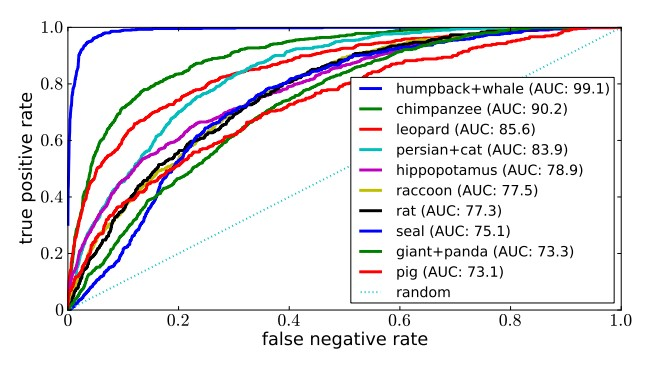 true positive rate
1.0
0.8
0.6
0.4
0.2
0
0
0.2
0.4
0.6
0.8
1.0
false negative rate
humpback+whale (AUC: 99.1)
chimpanzee (AUC: 90.2)
leopard (AUC: 85.6)
persian+cat (AUC: 83.9)
hippopotamus (AUC: 78.9)
raccoon (AUC: 77.5)
rat (AUC: 77.3)
seal (AUC: 75.1)
giant+panda (AUC: 73.3)
pig (AUC: 73.1)
random